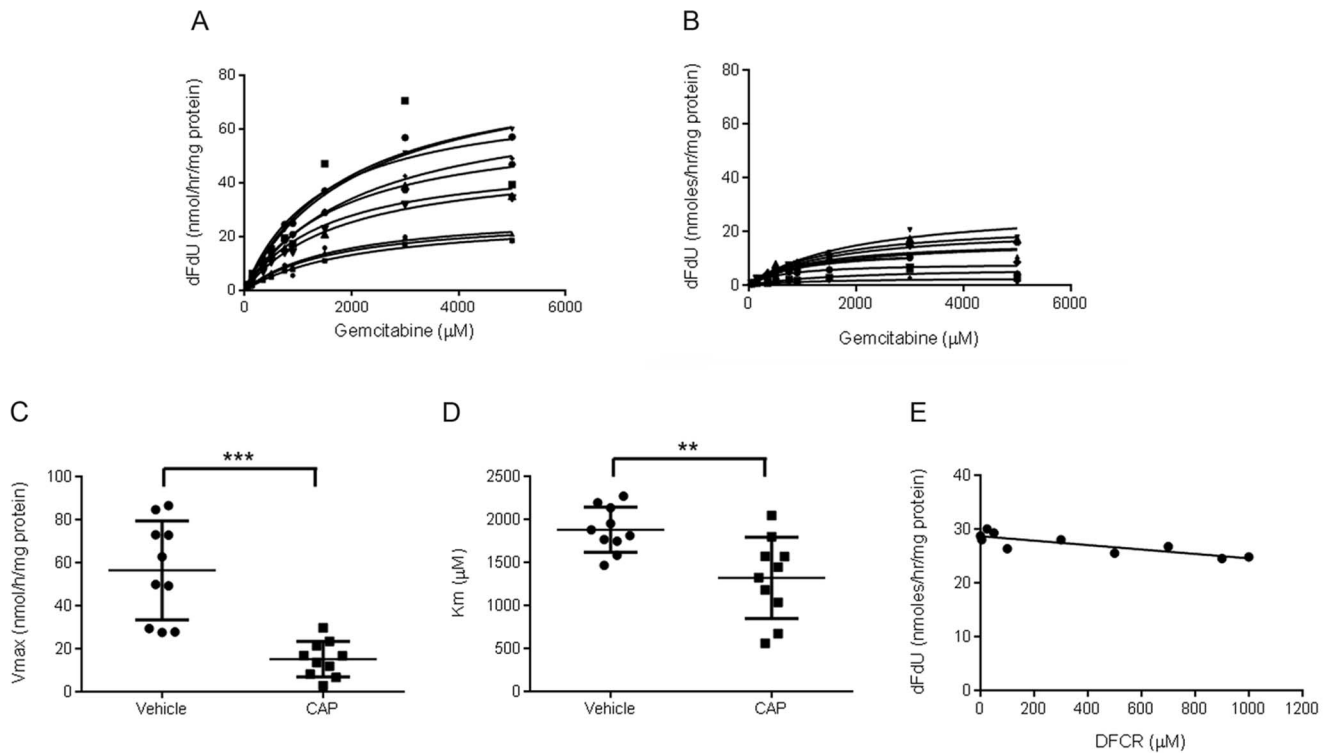 A
B
dFdU (nmol/hr/mg protein)
80
60
40
20
0
0
2000
4000
6000
Gemcitabine (µM)
dFdU (nmoles/hr/mg protein)
80
60
40
20
0
0
2000
4000
6000
Gemcitabine (µM)
C
D
E
Vmax (nmol/h/mg protein)
100
80
60
40
20
0
***
Vehicle
CAP
Km (µM)
2500
2000
1500
1000
500
0
**
Vehicle
CAP
dFdU (nmoles/hr/mg protein)
40
30
20
10
0
0
200
400
600
800
1000
1200
DFCR (µM)